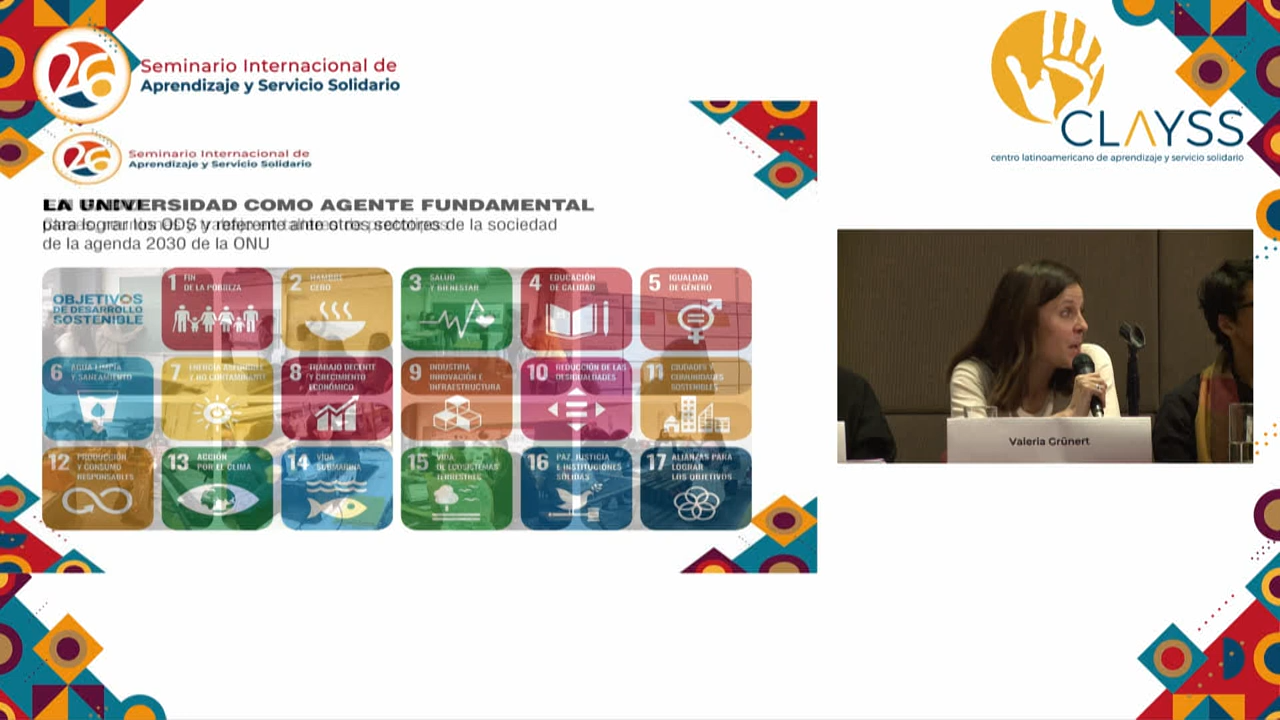 26
Seminario Internacional de
Aprendizaje y Servicio Solidario
CLAYSS
centro latinoamericano de aprendizaje y servicio solidario
26
Seminario Internacional de
Aprendizaje y Servicio Solidario
LA UNIVERSIDAD COMO AGENTE FUNDAMENTAL
para lograr los ODS y referente ante otros sectores de la sociedad
de la agenda 2030 de la ONU
OBJETIVOS
DE DESARROLLO
SOSTENIBLE
1 FIN
DE LA POBREZA
2 HAMBRE
CERO
3 SALUD
Y BIENESTAR
4 EDUCACIÓN
DE CALIDAD
5 IGUALDAD
DE GÉNERO
6 AGUA LIMPIA
Y SANEAMIENTO
7 ENERGÍA ASEQUIBLE
Y NO CONTAMINANTE
8 TRABAJO DECENTE
Y CRECIMIENTO
ECONÓMICO
9 INDUSTRIA,
INNOVACIÓN E
INFRAESTRUCTURA
10 REDUCCIÓN DE LAS
DESIGUALDADES
11 CIUDADES Y
COMUNIDADES
SOSTENIBLES
12 PRODUCCIÓN
Y CONSUMO
RESPONSABLES
13 ACCIÓN
POR EL CLIMA
14 VIDA
SUBMARINA
15 VIDA
DE ECOSISTEMAS
TERRESTRES
16 PAZ, JUSTICIA
E INSTITUCIONES
SÓLIDAS
17 ALIANZAS PARA
LOGRAR
LOS OBJETIVOS
Valeria Grünert